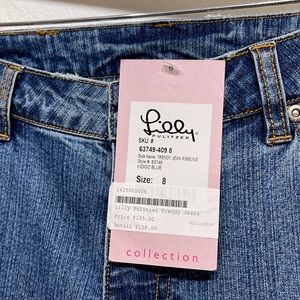 Lilly
PULITZER
SKU #
63749-409 8
Style Name: TRENDY JEAN RIBBONS
Style #: 63749
INDIGO BLUE
Size: 8
2425001006
Lilly Pulitzer Trendy Jeans
Price $135.00
Retail $158.00
collection